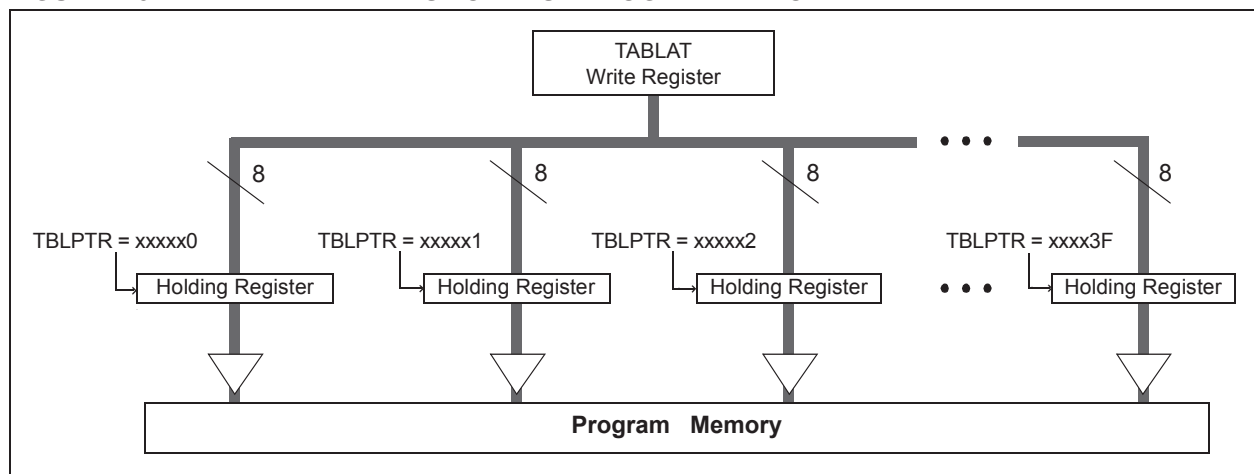 TABLAT
Write Register
8 8 8 8
TBLPTR = xxxxx0 TBLPTR = xxxxx1 TBLPTR = xxxxx2 TBLPTR = xxxx3F
Holding Register Holding Register Holding Register Holding Register
Program Memory